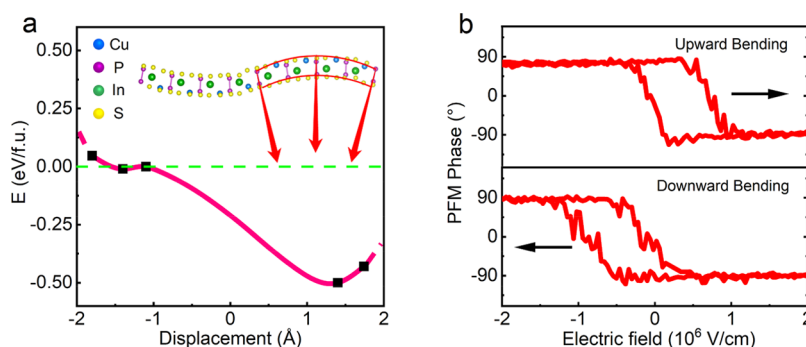 a
Cu
P
In
S
E (eV/f.u.)
0.50
0.25
0.00
-0.25
-0.50
-2
-1
0
1
2
Displacement (Å)
b
PFM Phase (°)
Upward Bending
90
0
-90
Downward Bending
90
0
-90
-2
-1
0
1
2
Electric field (10⁶ V/cm)